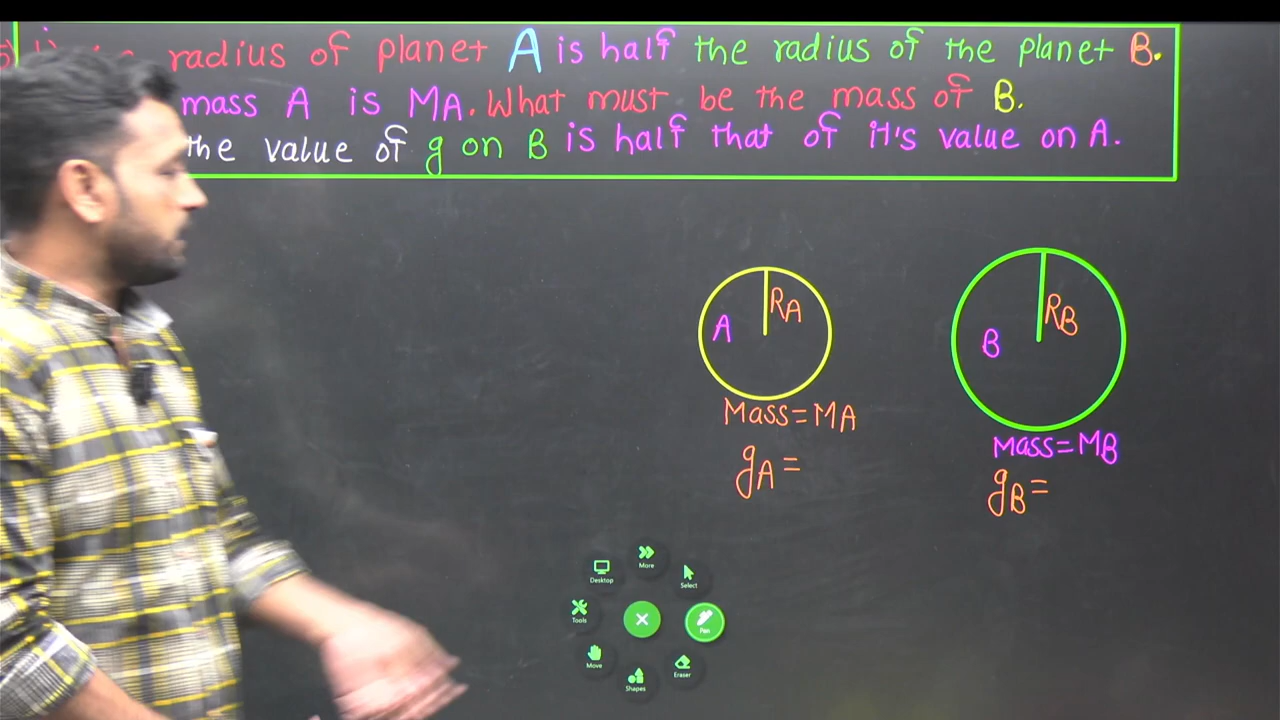 radius of planet A is half the radius of the planet B.
mass A is MA. What must be the mass of B.
the value of g on B is half that of it's value on A.
A RA
B RB
Mass=MA
Mass=MB
gA=
gB=
More
Desktop
Select
Tools
Pen
Move
Eraser
Shapes